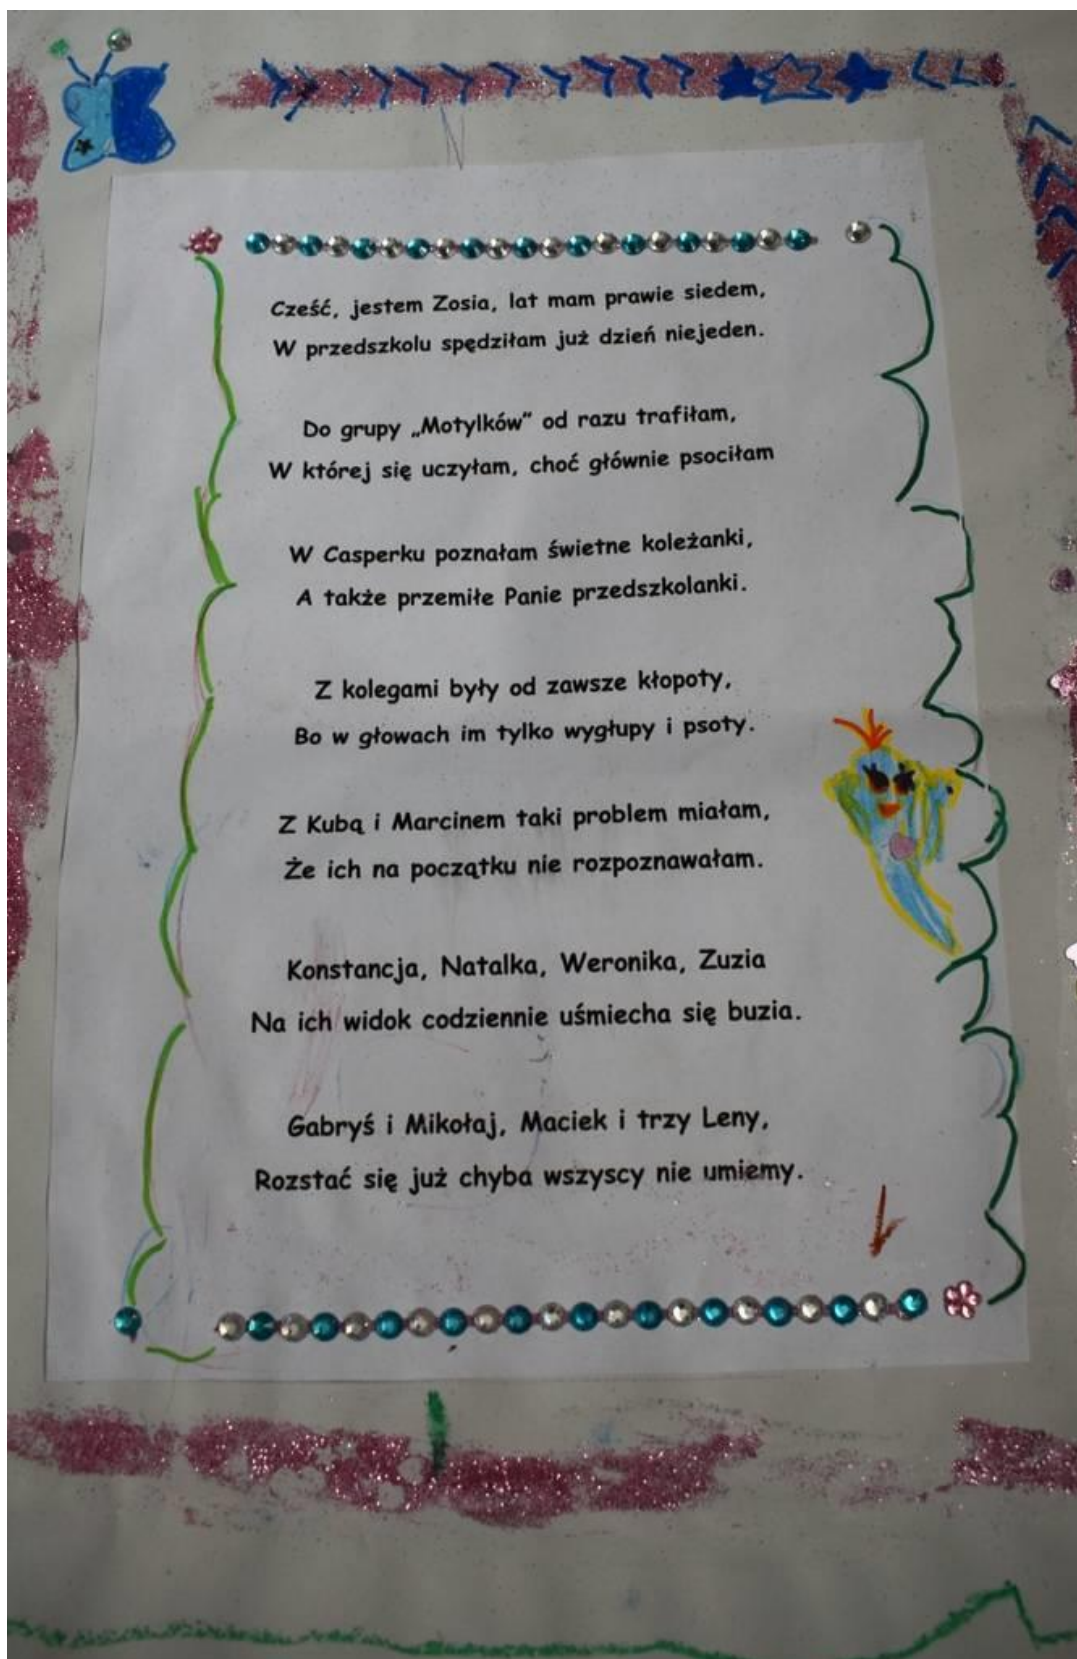 Cześć, jestem Zosia, lat mam prawie siedem,
W przedszkolu spędziłam już dzień niejeden.
Do grupy „Motylków” od razu trafiłam,
W której się uczyłam, choć głównie psociłam
W Casperku poznałam świetne koleżanki,
A także przemiłe Panie przedszkolanki.
Z kolegami były od zawsze kłopoty,
Bo w głowach im tylko wygłupy i psoty.
Z Kubą i Marcinem taki problem miałam,
Że ich na początku nie rozpoznawałam.
Konstancja, Natalka, Weronika, Zuzia
Na ich widok codziennie uśmiecha się buzia.
Gabryś i Mikołaj, Maciek i trzy Leny,
Rozstać się już chyba wszyscy nie umiemy.